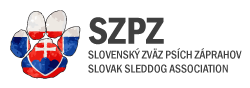 SZPZ
SLOVENSKÝ ZVÄZ PSÍCH ZÁPRAHOV
SLOVAK SLEDDOG ASSOCIATION